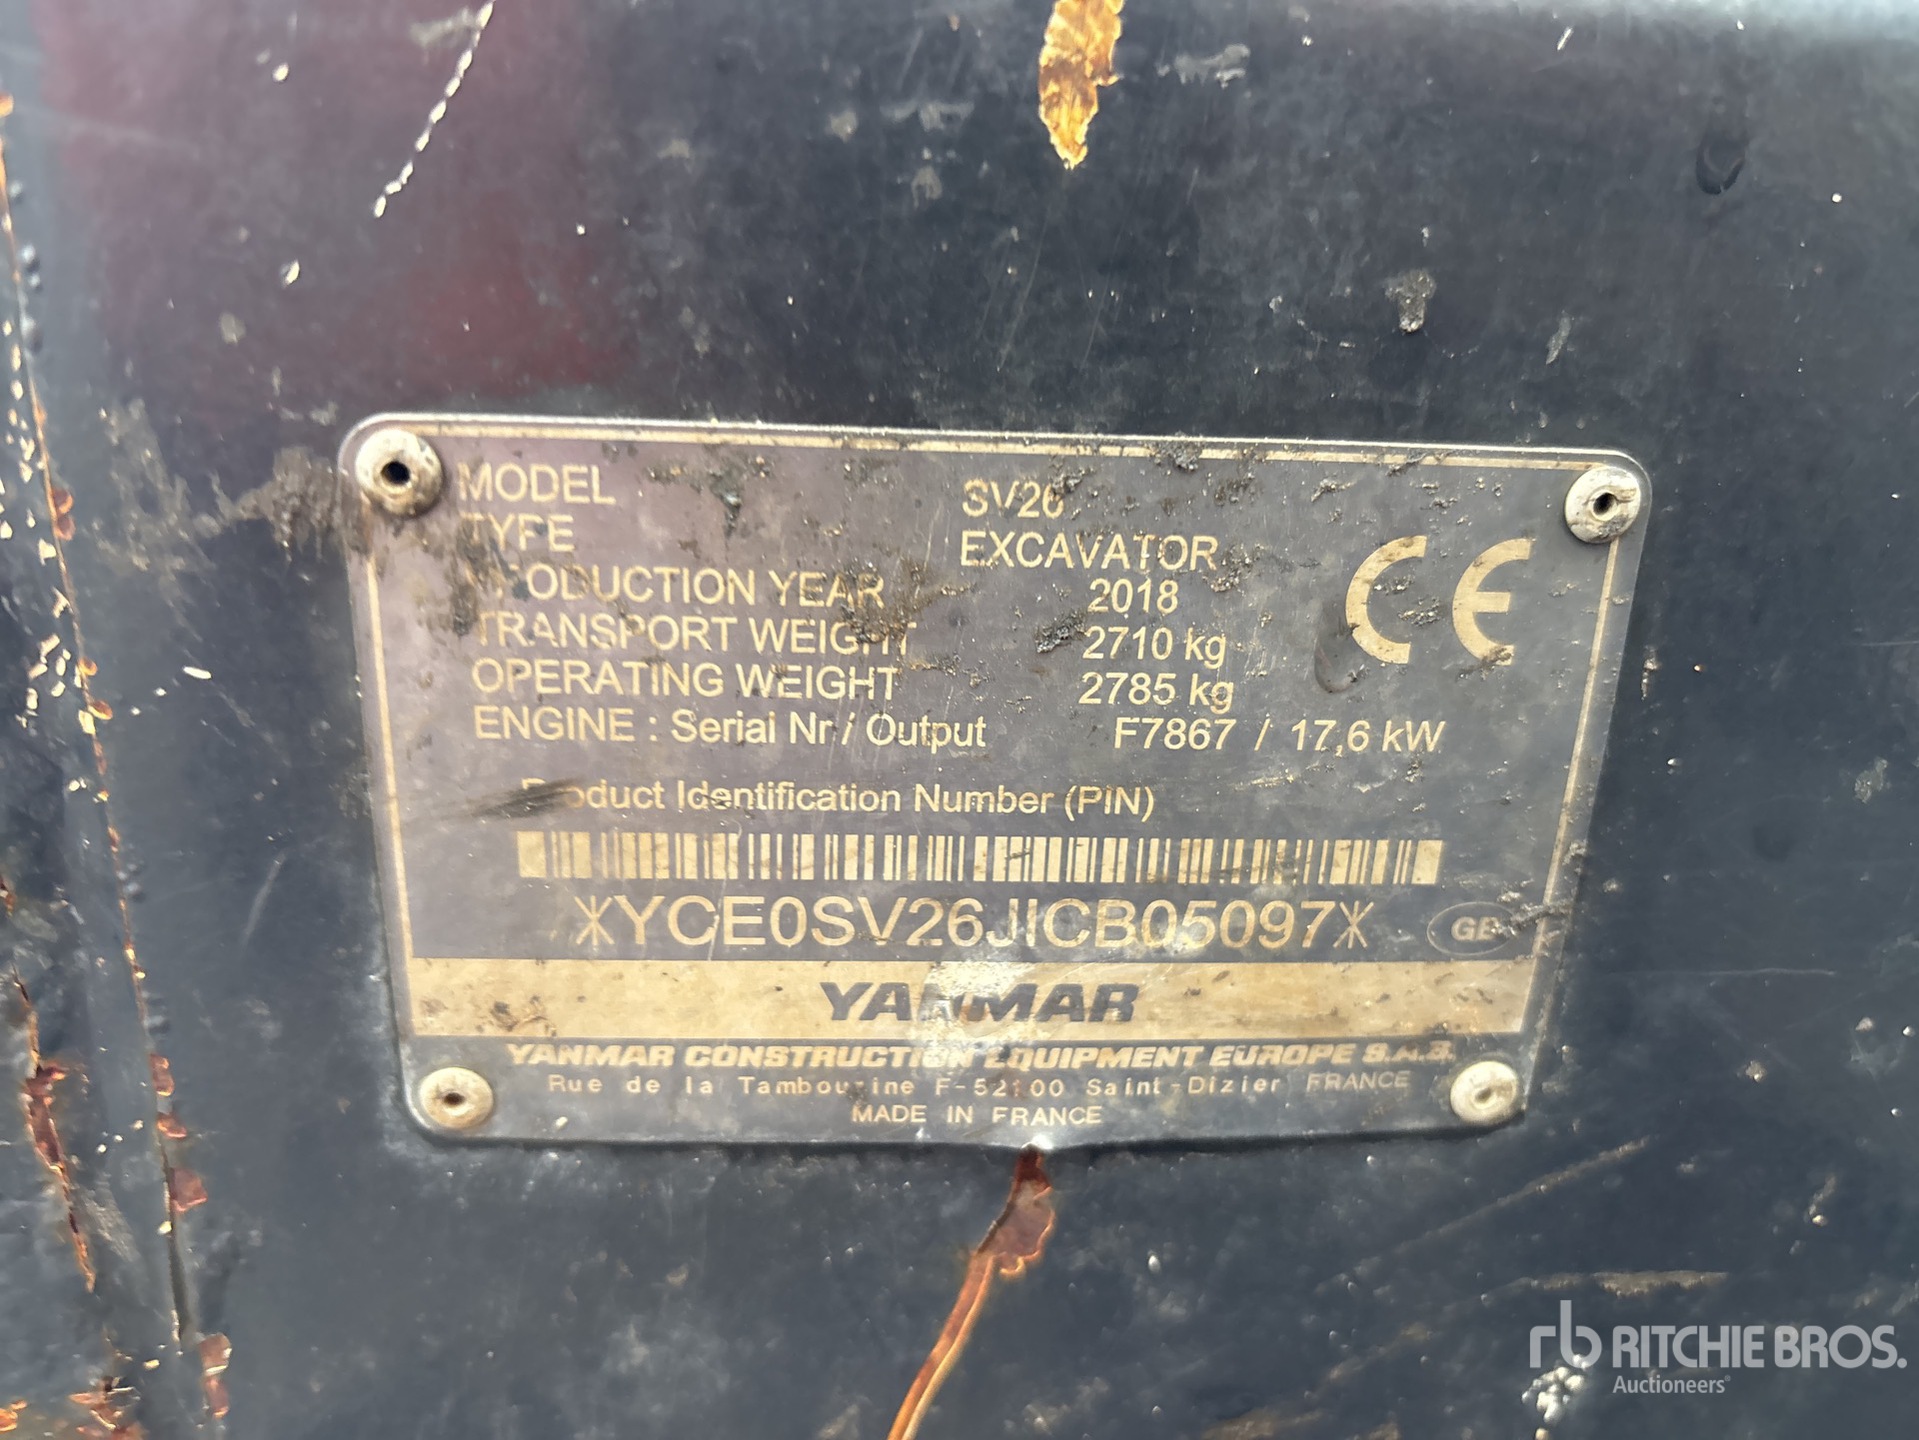 MODEL SV26
TYPE EXCAVATOR
PRODUCTION YEAR 2018
TRANSPORT WEIGHT 2710 kg
OPERATING WEIGHT 2785 kg
ENGINE : Serial Nr / Output F7867 / 17,6 kW
CE
Product Identification Number (PIN)
*YCE0SV26JICB05097*
GB
YANMAR
YANMAR CONSTRUCTION EQUIPMENT EUROPE S.A.S.
Rue de la Tambourine F-52100 Saint-Dizier FRANCE
MADE IN FRANCE
rb RITCHIE BROS.
Auctioneers